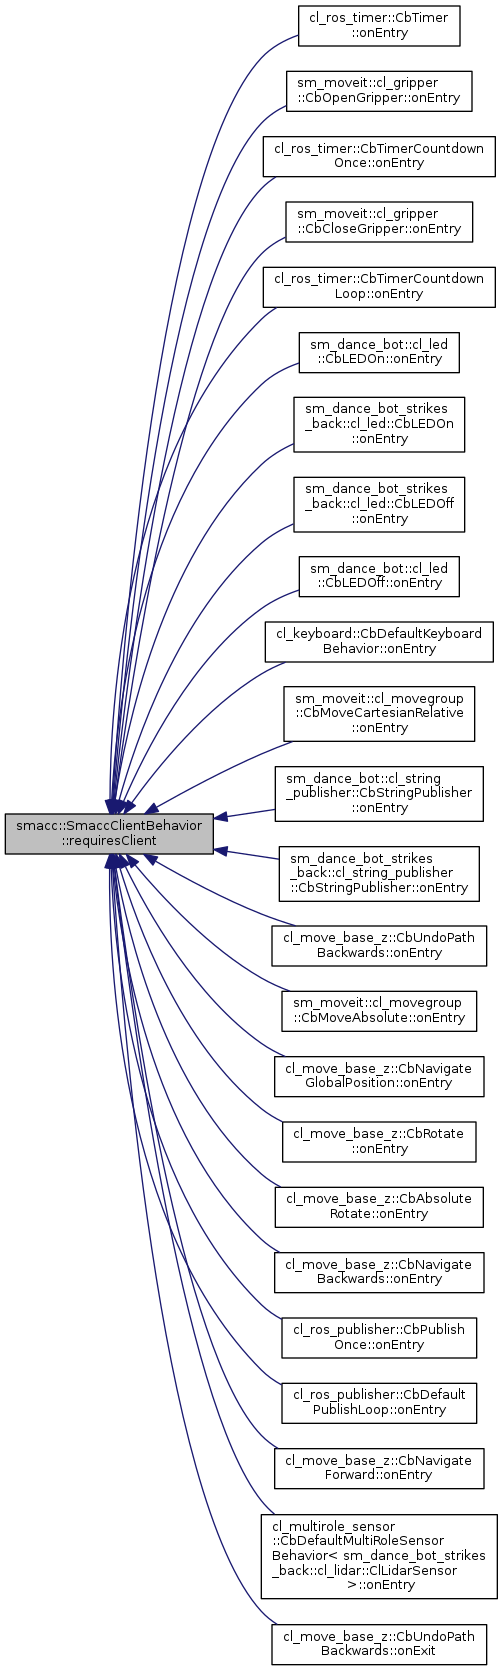 cl_ros_timer::CbTimer
::onEntry
sm_moveit::cl_gripper
::CbOpenGripper::onEntry
cl_ros_timer::CbTimerCountdown
Once::onEntry
sm_moveit::cl_gripper
::CbCloseGripper::onEntry
cl_ros_timer::CbTimerCountdown
Loop::onEntry
sm_dance_bot::cl_led
::CbLEDOn::onEntry
sm_dance_bot_strikes
_back::cl_led::CbLEDOn
::onEntry
sm_dance_bot_strikes
_back::cl_led::CbLEDOff
::onEntry
sm_dance_bot::cl_led
::CbLEDOff::onEntry
cl_keyboard::CbDefaultKeyboard
Behavior::onEntry
sm_moveit::cl_movegroup
::CbMoveCartesianRelative
::onEntry
sm_dance_bot::cl_string
_publisher::CbStringPublisher
::onEntry
smacc::SmaccClientBehavior
::requiresClient
sm_dance_bot_strikes
_back::cl_string_publisher
::CbStringPublisher::onEntry
cl_move_base_z::CbUndoPath
Backwards::onEntry
sm_moveit::cl_movegroup
::CbMoveAbsolute::onEntry
cl_move_base_z::CbNavigate
GlobalPosition::onEntry
cl_move_base_z::CbRotate
::onEntry
cl_move_base_z::CbAbsolute
Rotate::onEntry
cl_move_base_z::CbNavigate
Backwards::onEntry
cl_ros_publisher::CbPublish
Once::onEntry
cl_ros_publisher::CbDefault
PublishLoop::onEntry
cl_move_base_z::CbNavigate
Forward::onEntry
cl_multirole_sensor
::CbDefaultMultiRoleSensor
Behavior< sm_dance_bot_strikes
_back::cl_lidar::ClLidarSensor
>::onEntry
cl_move_base_z::CbUndoPath
Backwards::onExit